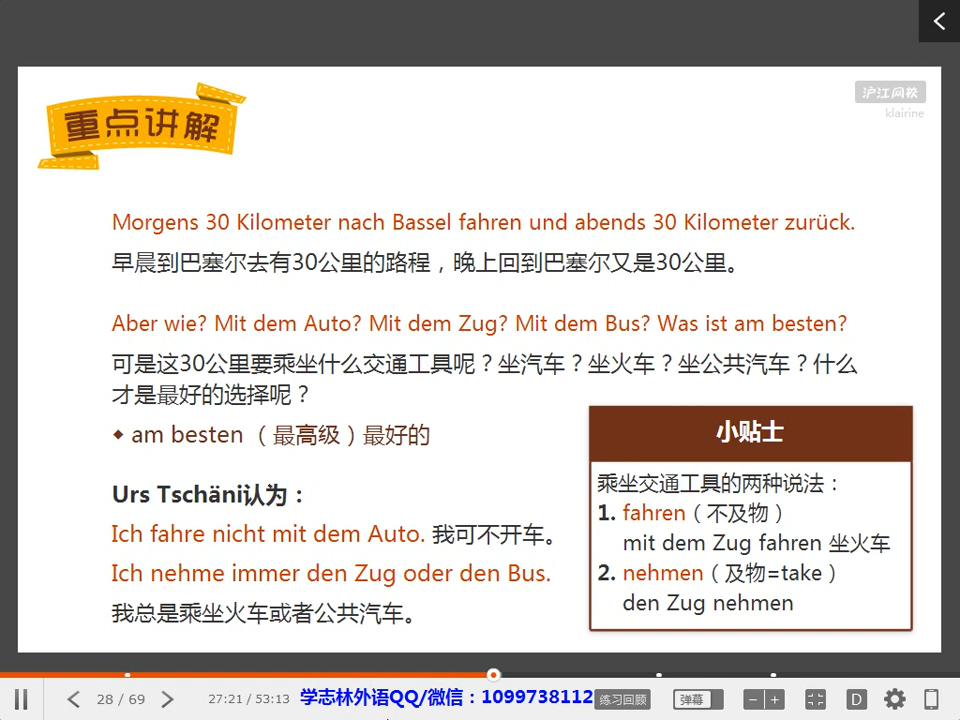 重点讲解
沪江网校
klairine
Morgens 30 Kilometer nach Bassel fahren und abends 30 Kilometer zurück.
早晨到巴塞尔去有30公里的路程，晚上回到巴塞尔又是30公里。
Aber wie? Mit dem Auto? Mit dem Zug? Mit dem Bus? Was ist am besten?
可是这30公里要乘坐什么交通工具呢？坐汽车？坐火车？坐公共汽车？什么
才是最好的选择呢？
am besten （最高级）最好的
Urs Tschäni认为：
Ich fahre nicht mit dem Auto. 我可不开车。
Ich nehme immer den Zug oder den Bus.
我总是乘坐火车或者公共汽车。
小贴士
乘坐交通工具的两种说法：
1. fahren（不及物）
mit dem Zug fahren 坐火车
2. nehmen（及物=take）
den Zug nehmen
28 / 69
27:21 / 53:13
学志林外语QQ/微信：1099738112
练习回顾
弹幕
D